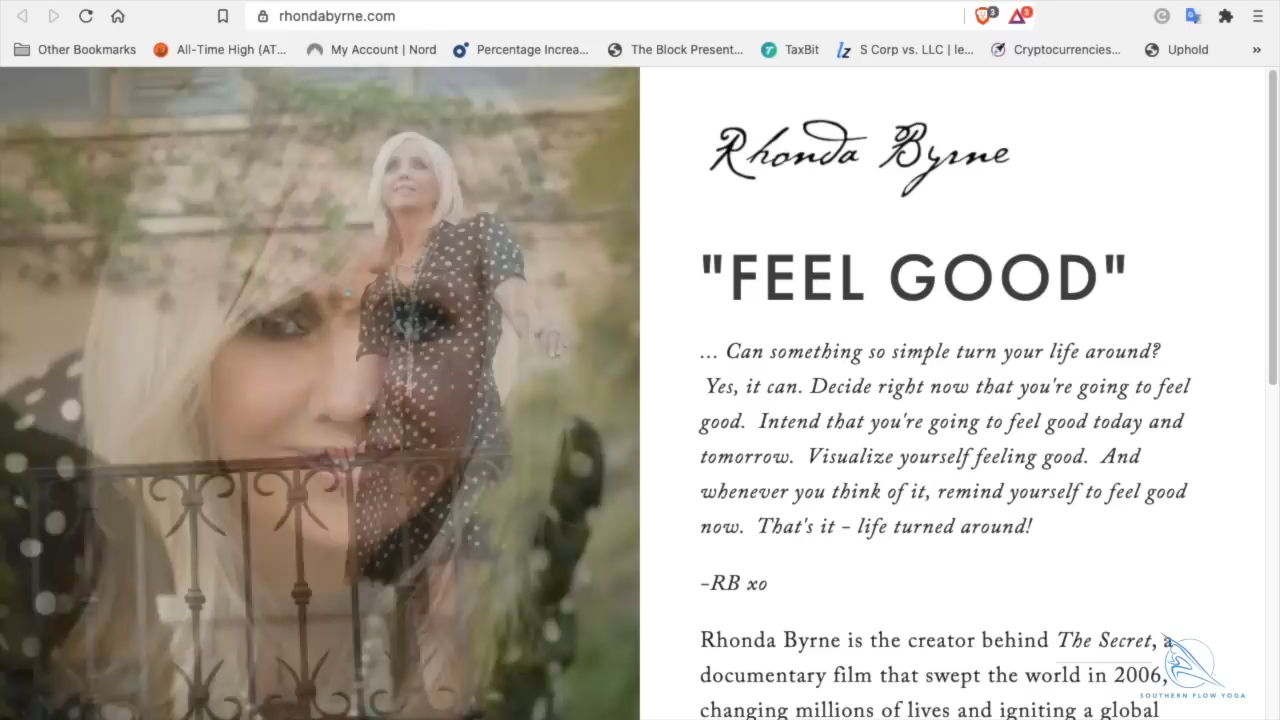 rhondabyrne.com
3
3
Other Bookmarks
All-Time High (AT...
My Account | Nord
Percentage Increa...
The Block Present...
TaxBit
S Corp vs. LLC | le...
Cryptocurrencies...
Uphold
»
Rhonda Byrne
"FEEL GOOD"
... Can something so simple turn your life around?
Yes, it can. Decide right now that you're going to feel
good.  Intend that you're going to feel good today and
tomorrow.  Visualize yourself feeling good.  And
whenever you think of it, remind yourself to feel good
now.  That's it – life turned around!
–RB xo
Rhonda Byrne is the creator behind The Secret, a
documentary film that swept the world in 2006,
changing millions of lives and igniting a global
SOUTHERN FLOW YOGA